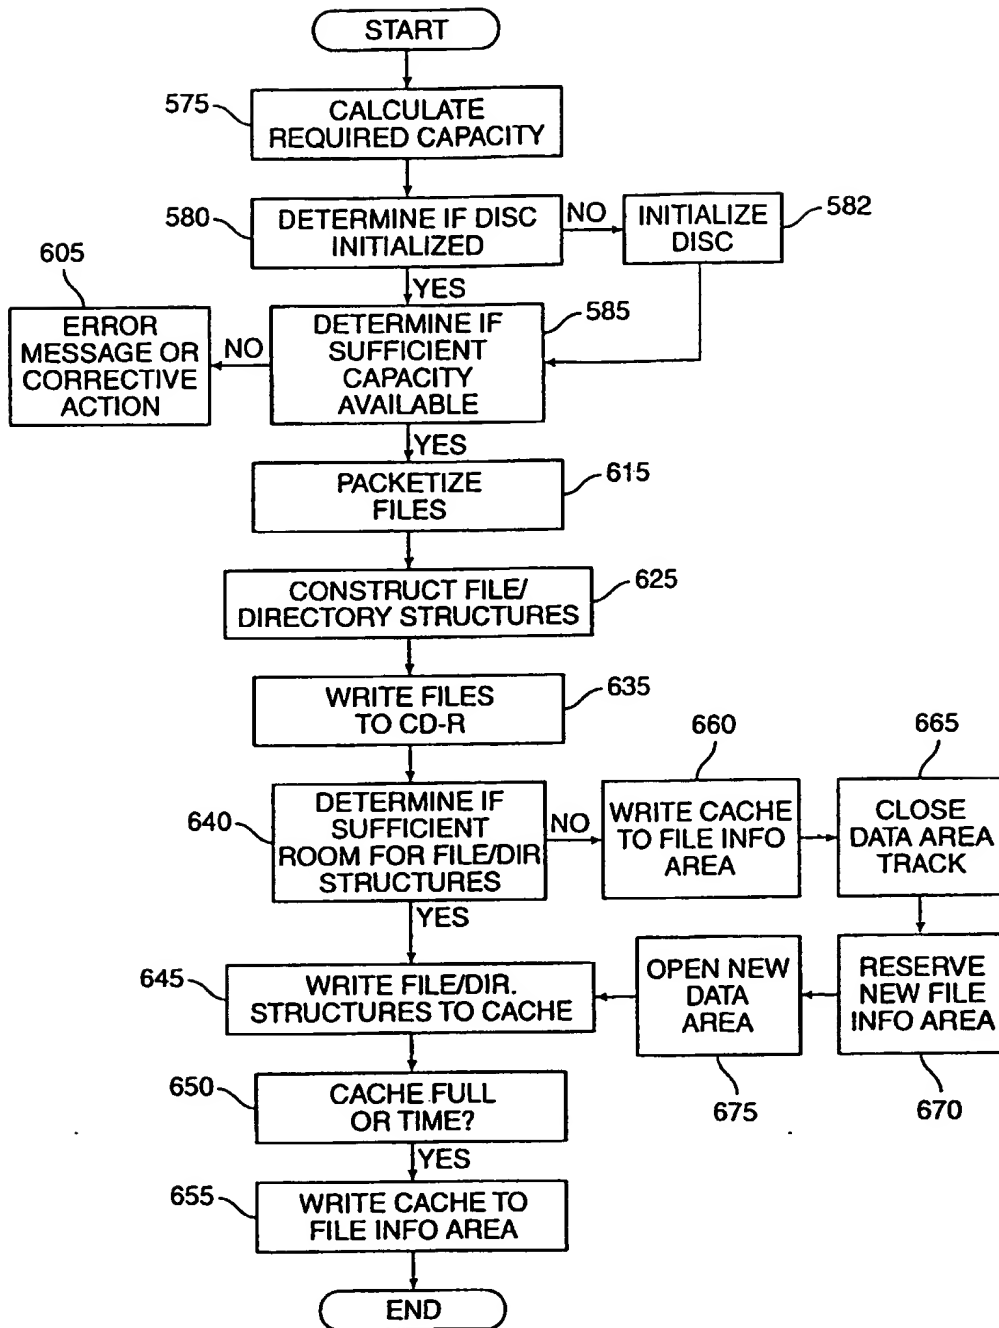 START
575
CALCULATE
REQUIRED CAPACITY
580
DETERMINE IF DISC
INITIALIZED
NO
INITIALIZE
DISC
582
YES
605
ERROR
MESSAGE OR
CORRECTIVE
ACTION
NO
DETERMINE IF
SUFFICIENT
CAPACITY
AVAILABLE
585
YES
PACKETIZE
FILES
615
CONSTRUCT FILE/
DIRECTORY STRUCTURES
625
WRITE FILES
TO CD-R
635
640
DETERMINE IF
SUFFICIENT
ROOM FOR FILE/DIR
STRUCTURES
NO
660
WRITE CACHE
TO FILE INFO
AREA
665
CLOSE
DATA AREA
TRACK
YES
645
WRITE FILE/DIR.
STRUCTURES TO CACHE
OPEN NEW
DATA
AREA
675
RESERVE
NEW FILE
INFO AREA
670
650
CACHE FULL
OR TIME?
YES
655
WRITE CACHE TO
FILE INFO AREA
END